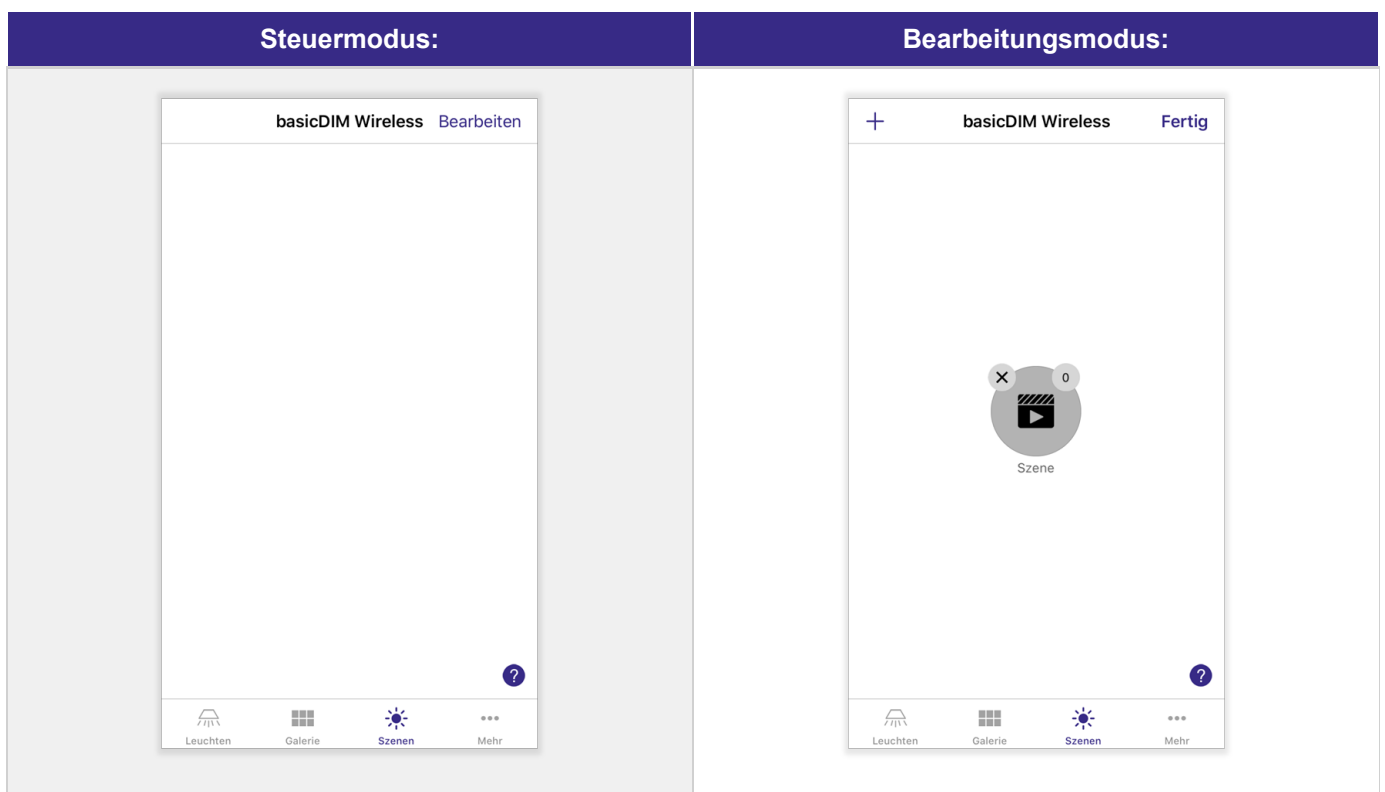 Steuermodus:
Bearbeitungsmodus:
basicDIM Wireless Bearbeiten
?
Leuchten Galerie Szenen Mehr
+ basicDIM Wireless Fertig
0
Szene
?
Leuchten Galerie Szenen Mehr